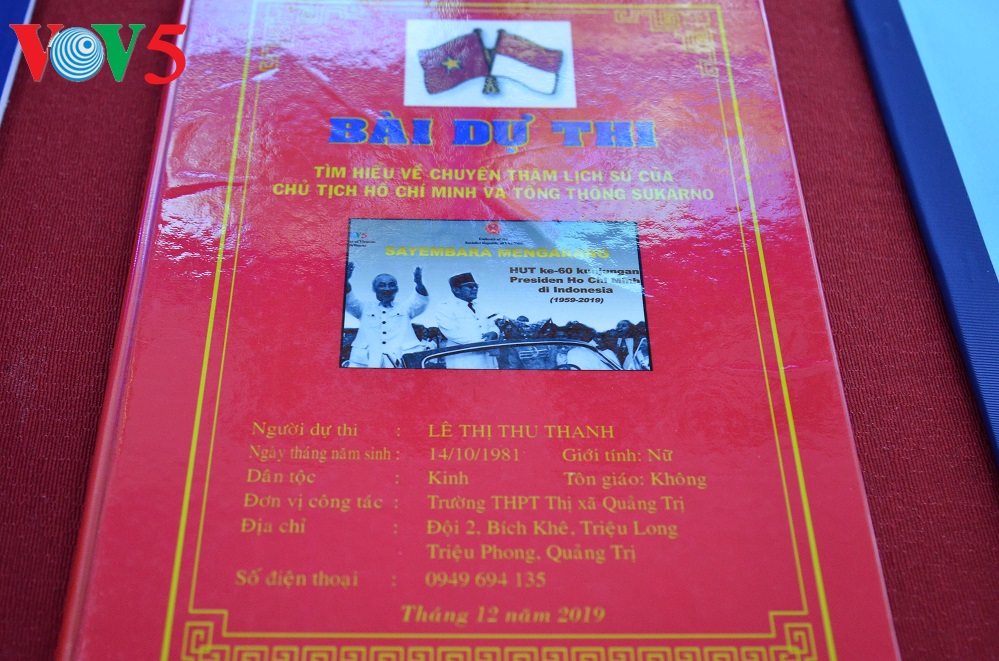 VOV5
BÀI DỰ THI
TÌM HIỂU VỀ CHUYẾN THĂM LỊCH SỬ CỦA
CHỦ TỊCH HỒ CHÍ MINH VÀ TỔNG THỐNG SUKARNO
SAYEMBARA MENGARANG
HUT ke-60 kunjungan
Presiden Ho Chi Minh
di Indonesia
(1959-2019)
Người dự thi : LÊ THỊ THU THANH
Ngày tháng năm sinh : 14/10/1981 Giới tính: Nữ
Dân tộc : Kinh Tôn giáo: Không
Đơn vị công tác : Trường THPT Thị xã Quảng Trị
Địa chỉ : Đội 2, Bích Khê, Triệu Long
Triệu Phong, Quảng Trị
Số điện thoại : 0949 694 135
Tháng 12 năm 2019